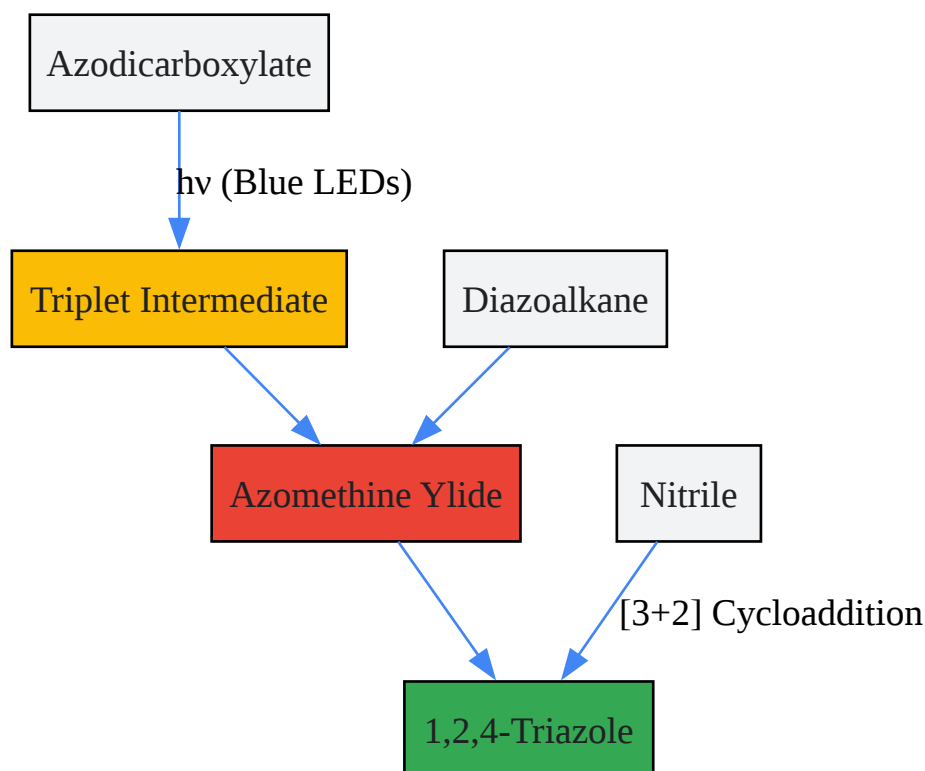 Azodicarboxylate
hν (Blue LEDs)
Triplet Intermediate
Diazoalkane
Azomethine Ylide
Nitrile
[3+2] Cycloaddition
1,2,4-Triazole